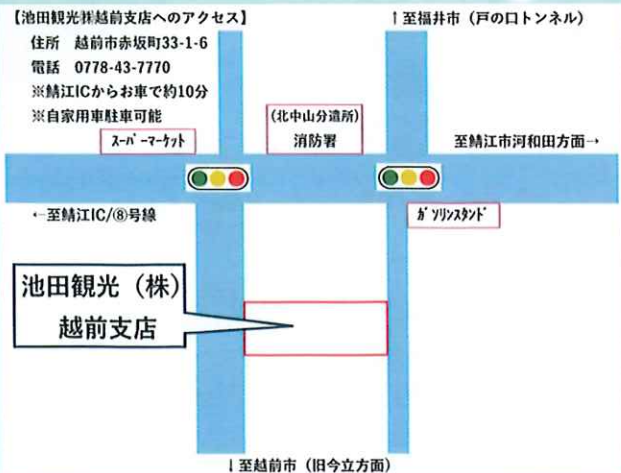 【池田観光㈱越前支店へのアクセス】
住所　越前市赤坂町33-1-6
電話　0778-43-7770
※鯖江ICからお車で約10分
※自家用車駐車可能
↑至福井市（戸の口トンネル）
ｽｰﾊﾟｰﾏｰｹｯﾄ
(北中山分遣所)
消防署
至鯖江市河和田方面→
←至鯖江IC/⑧号線
ｶﾞｿﾘﾝｽﾀﾝﾄﾞ
池田観光（株）
越前支店
↓至越前市（旧今立方面）